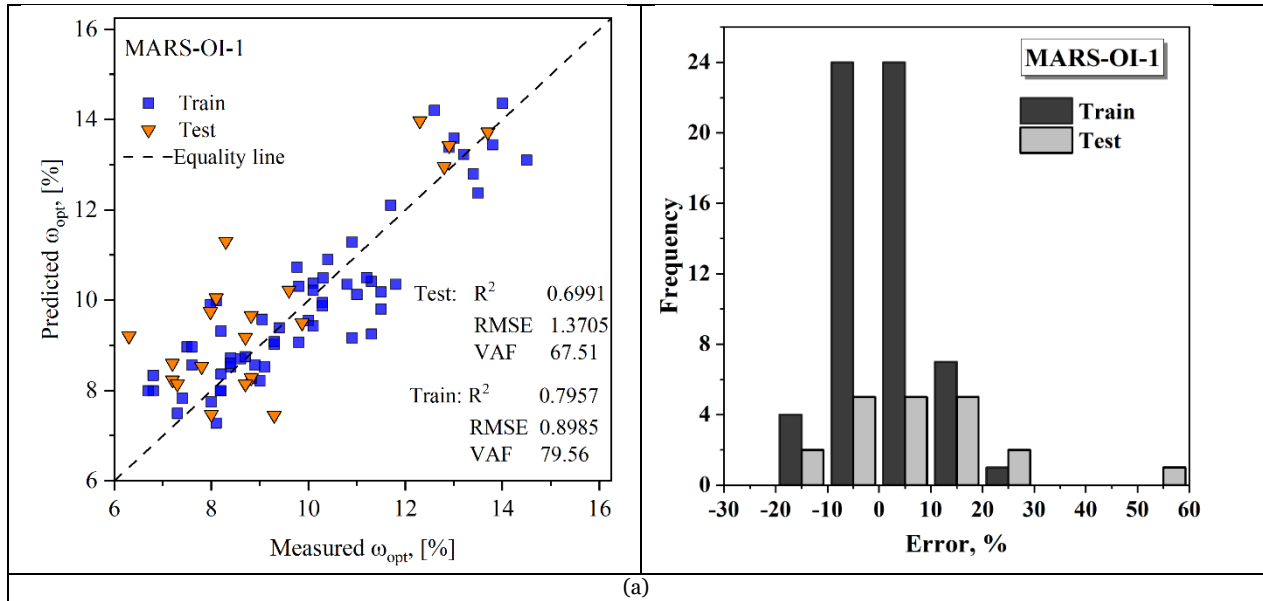 MARS-OI-1
Train
Test
Equality line
Test: R² 0.6991
RMSE 1.3705
VAF 67.51
Train: R² 0.7957
RMSE 0.8985
VAF 79.56
16
14
12
10
8
6
6 8 10 12 14 16
Predicted ωopt, [%]
Measured ωopt, [%]
MARS-OI-1
Train
Test
24
20
16
12
8
4
0
-30 -20 -10 0 10 20 30 40 50 60
Frequency
Error, %
(a)